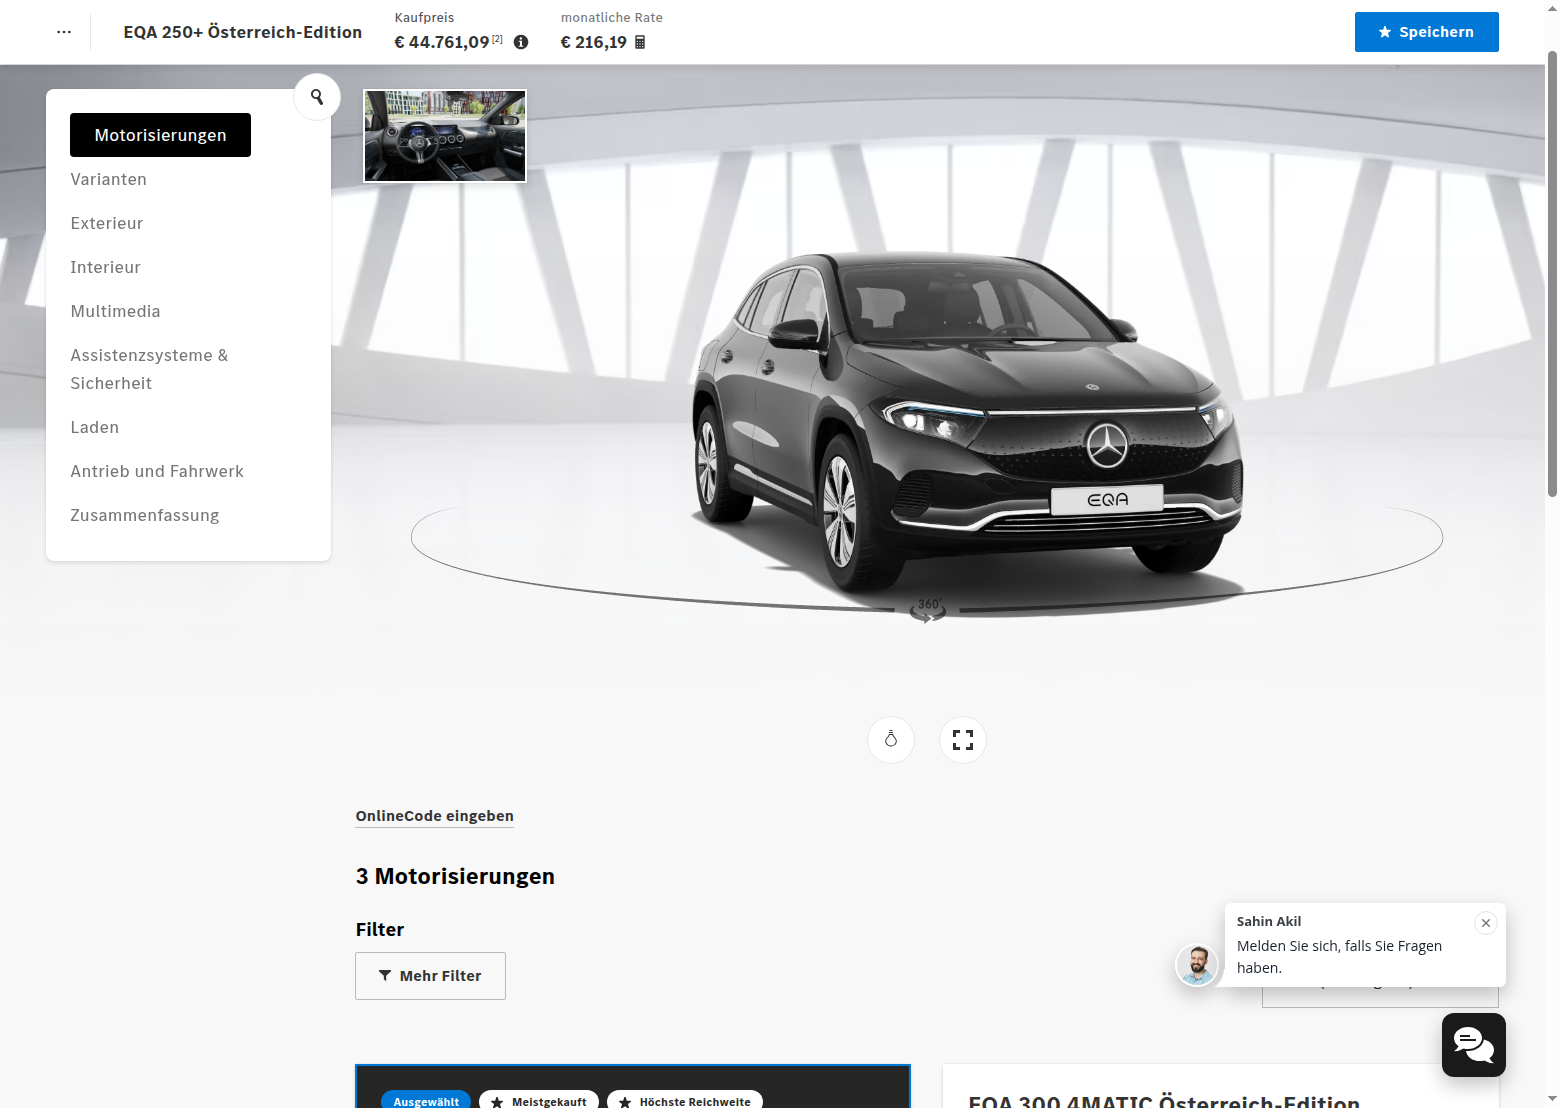 EQA 250+ Österreich-Edition
Kaufpreis
€ 44.761,09 [2]
monatliche Rate
€ 216,19
Speichern
Motorisierungen
Varianten
Exterieur
Interieur
Multimedia
Assistenzsysteme &
Sicherheit
Laden
Antrieb und Fahrwerk
Zusammenfassung
EQA
360°
OnlineCode eingeben
3 Motorisierungen
Filter
Mehr Filter
Sahin Akil
Melden Sie sich, falls Sie Fragen
haben.
Ausgewählt
Meistgekauft
Höchste Reichweite
EQA 300 4MATIC Österreich-Edition